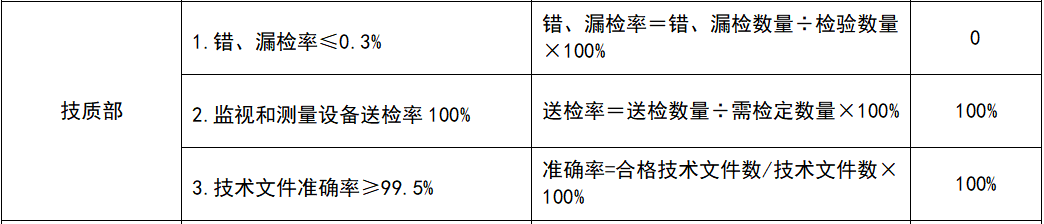 技质部
1.错、漏检率≤0.3%
错、漏检率＝错、漏检数量÷检验数量
×100%
0
2.监视和测量设备送检率100%
送检率＝送检数量÷需检定数量×100%
100%
3.技术文件准确率≥99.5%
准确率=合格技术文件数/技术文件数×
100%
100%